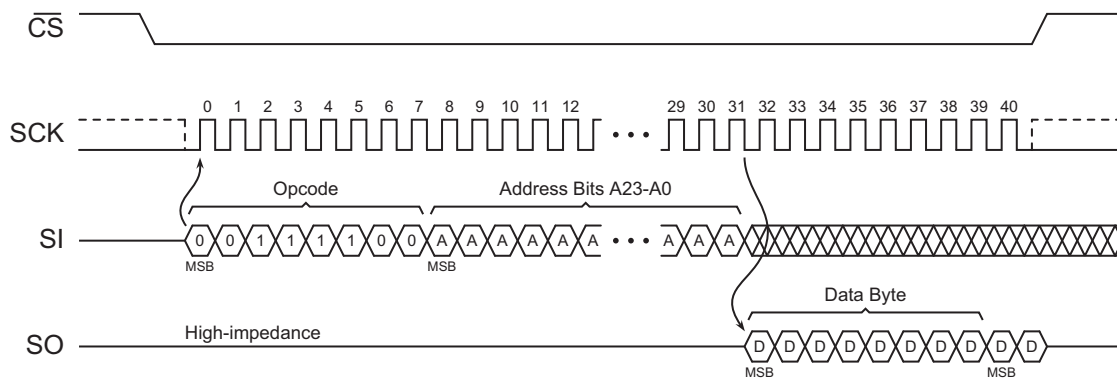 CS
0 1 2 3 4 5 6 7 8 9 10 11 12 29 30 31 32 33 34 35 36 37 38 39 40
SCK
Opcode Address Bits A23-A0
SI 0 0 1 1 1 1 0 0 A A A A A A A A A
MSB MSB
Data Byte
High-impedance
SO D D D D D D D D D D
MSB MSB